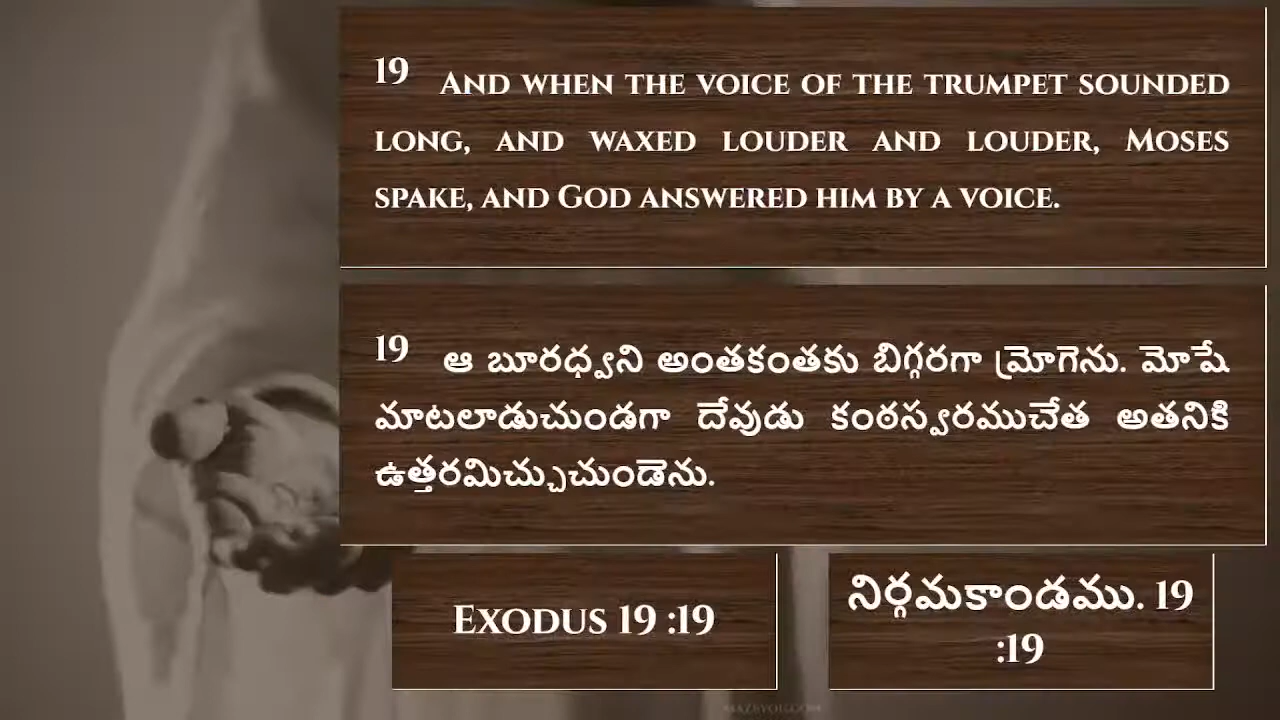 19 And when the voice of the trumpet sounded
long, and waxed louder and louder, Moses
spake, and God answered him by a voice.
19 ఆ బూరధ్వని అంతకంతకు బిగ్గరగా మ్రోగెను. మోషే
మాటలాడుచుండగా దేవుడు కంఠస్వరముచేత అతనికి
ఉత్తరమిచ్చుచుండెను.
Exodus 19 :19
నిర్గమకాండము. 19
:19